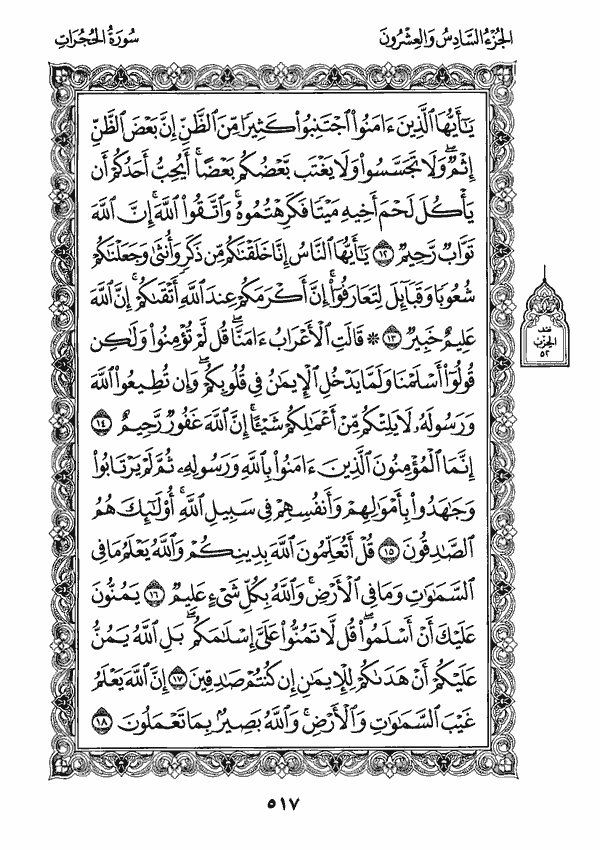 الجُزْءُ السَّادِسُ وَالعِشْرُونَ
سُورَةُ الحُجُرَاتِ
يَـٰٓأَيُّهَا ٱلَّذِينَ ءَامَنُوا۟ ٱجْتَنِبُوا۟ كَثِيرًا مِّنَ ٱلظَّنِّ إِنَّ بَعْضَ ٱلظَّنِّ
إِثْمٌ ۖ وَلَا تَجَسَّسُوا۟ وَلَا يَغْتَب بَّعْضُكُم بَعْضًا ۚ أَيُحِبُّ أَحَدُكُمْ أَن
يَأْكُلَ لَحْمَ أَخِيهِ مَيْتًا فَكَرِهْتُمُوهُ ۚ وَٱتَّقُوا۟ ٱللَّهَ ۚ إِنَّ ٱللَّهَ
تَوَّابٌ رَّحِيمٌ ١٢ يَـٰٓأَيُّهَا ٱلنَّاسُ إِنَّا خَلَقْنَـٰكُم مِّن ذَكَرٍ وَأُنثَىٰ وَجَعَلْنَـٰكُمْ
شُعُوبًا وَقَبَآئِلَ لِتَعَارَفُوٓا۟ ۚ إِنَّ أَكْرَمَكُمْ عِندَ ٱللَّهِ أَتْقَىٰكُمْ ۚ إِنَّ ٱللَّهَ
عَلِيمٌ خَبِيرٌ ١٣ ۞ قَالَتِ ٱلْأَعْرَابُ ءَامَنَّا ۖ قُل لَّمْ تُؤْمِنُوا۟ وَلَـٰكِن
قُولُوٓا۟ أَسْلَمْنَا وَلَمَّا يَدْخُلِ ٱلْإِيمَـٰنُ فِى قُلُوبِكُمْ ۖ وَإِن تُطِيعُوا۟ ٱللَّهَ
وَرَسُولَهُۥ لَا يَلِتْكُم مِّنْ أَعْمَـٰلِكُمْ شَيْـًٔا ۚ إِنَّ ٱللَّهَ غَفُورٌ رَّحِيمٌ ١٤
إِنَّمَا ٱلْمُؤْمِنُونَ ٱلَّذِينَ ءَامَنُوا۟ بِٱللَّهِ وَرَسُولِهِۦ ثُمَّ لَمْ يَرْتَابُوا۟
وَجَـٰهَدُوا۟ بِأَمْوَٰلِهِمْ وَأَنفُسِهِمْ فِى سَبِيلِ ٱللَّهِ ۚ أُو۟لَـٰٓئِكَ هُمُ
ٱلصَّـٰدِقُونَ ١٥ قُلْ أَتُعَلِّمُونَ ٱللَّهَ بِدِينِكُمْ وَٱللَّهُ يَعْلَمُ مَا فِى
ٱلسَّمَـٰوَٰتِ وَمَا فِى ٱلْأَرْضِ ۚ وَٱللَّهُ بِكُلِّ شَىْءٍ عَلِيمٌ ١٦ يَمُنُّونَ
عَلَيْكَ أَنْ أَسْلَمُوا۟ ۖ قُل لَّا تَمُنُّوا۟ عَلَىَّ إِسْلَـٰمَكُم ۖ بَلِ ٱللَّهُ يَمُنُّ
عَلَيْكُمْ أَنْ هَدَىٰكُمْ لِلْإِيمَـٰنِ إِن كُنتُمْ صَـٰدِقِينَ ١٧ إِنَّ ٱللَّهَ يَعْلَمُ
غَيْبَ ٱلسَّمَـٰوَٰتِ وَٱلْأَرْضِ ۚ وَٱللَّهُ بَصِيرٌۢ بِمَا تَعْمَلُونَ ١٨
نصف
الحزب
٥٢
٥١٧